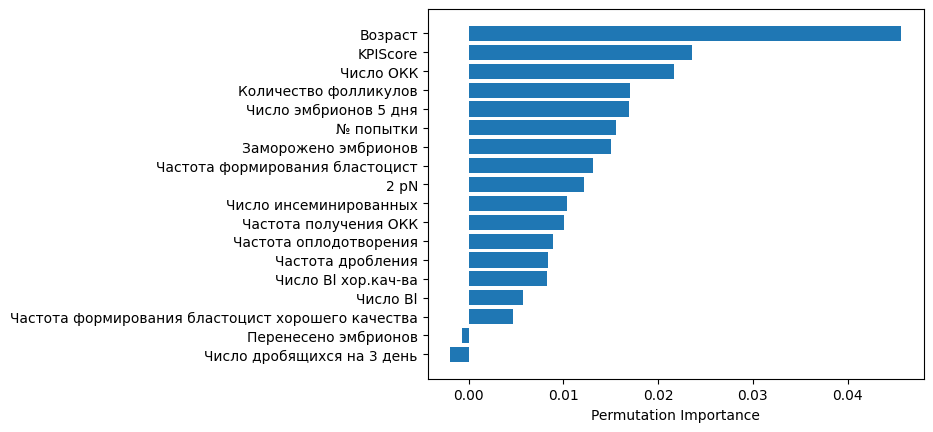 Возраст
KPIScore
Число ОКК
Количество фолликулов
Число эмбрионов 5 дня
№ попытки
Заморожено эмбрионов
Частота формирования бластоцист
2 pN
Число инсеминированных
Частота получения ОКК
Частота оплодотворения
Частота дробления
Число Bl хор.кач-ва
Число Bl
Частота формирования бластоцист хорошего качества
Перенесено эмбрионов
Число дробящихся на 3 день
0.00 0.01 0.02 0.03 0.04
Permutation Importance